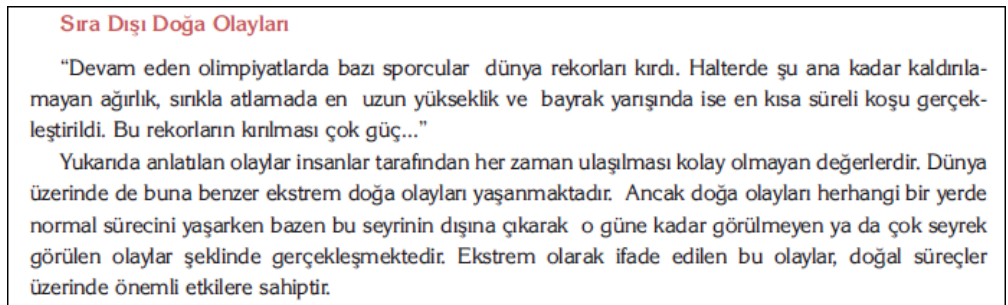 Sıra Dışı Doğa Olayları
“Devam eden olimpiyatlarda bazı sporcular dünya rekorları kırdı. Halterde şu ana kadar kaldırıla-
mayan ağırlık, sırıkla atlamada en uzun yükseklik ve bayrak yarışında ise en kısa süreli koşu gerçek-
leştirildi. Bu rekorların kırılması çok güç...”
Yukarıda anlatılan olaylar insanlar tarafından her zaman ulaşılması kolay olmayan değerlerdir. Dünya
üzerinde de buna benzer ekstrem doğa olayları yaşanmaktadır. Ancak doğa olayları herhangi bir yerde
normal sürecini yaşarken bazen bu seyrinin dışına çıkarak o güne kadar görülmeyen ya da çok seyrek
görülen olaylar şeklinde gerçekleşmektedir. Ekstrem olarak ifade edilen bu olaylar, doğal süreçler
üzerinde önemli etkilere sahiptir.